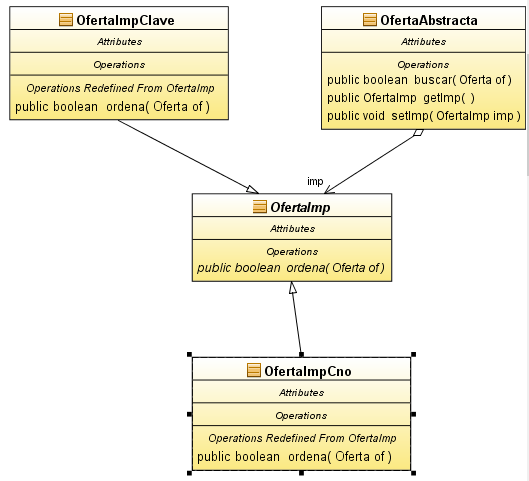 OfertaImpClave
Attributes
Operations
Operations Redefined From OfertaImp
public boolean ordena( Oferta of )
OfertaAbstracta
Attributes
Operations
public boolean buscar( Oferta of )
public OfertaImp getImp( )
public void setImp( OfertaImp imp )
imp
OfertaImp
Attributes
Operations
public boolean ordena( Oferta of )
OfertaImpCno
Attributes
Operations
Operations Redefined From OfertaImp
public boolean ordena( Oferta of )